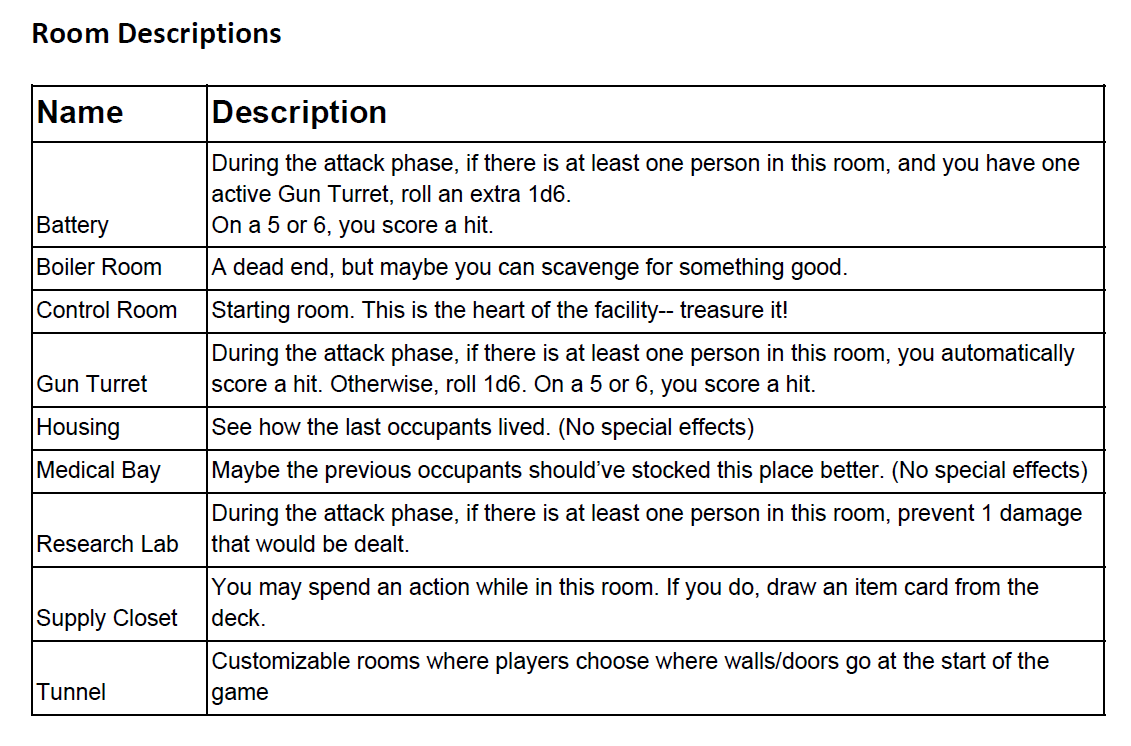 Room Descriptions
Name Description
During the attack phase, if there is at least one person in this room, and you have one
active Gun Turret, roll an extra 1d6.
Battery On a 5 or 6, you score a hit.
Boiler Room A dead end, but maybe you can scavenge for something good.
Control Room Starting room. This is the heart of the facility-- treasure it!
During the attack phase, if there is at least one person in this room, you automatically
Gun Turret score a hit. Otherwise, roll 1d6. On a 5 or 6, you score a hit.
Housing See how the last occupants lived. (No special effects)
Medical Bay Maybe the previous occupants should’ve stocked this place better. (No special effects)
During the attack phase, if there is at least one person in this room, prevent 1 damage
Research Lab that would be dealt.
You may spend an action while in this room. If you do, draw an item card from the
Supply Closet deck.
Customizable rooms where players choose where walls/doors go at the start of the
Tunnel game